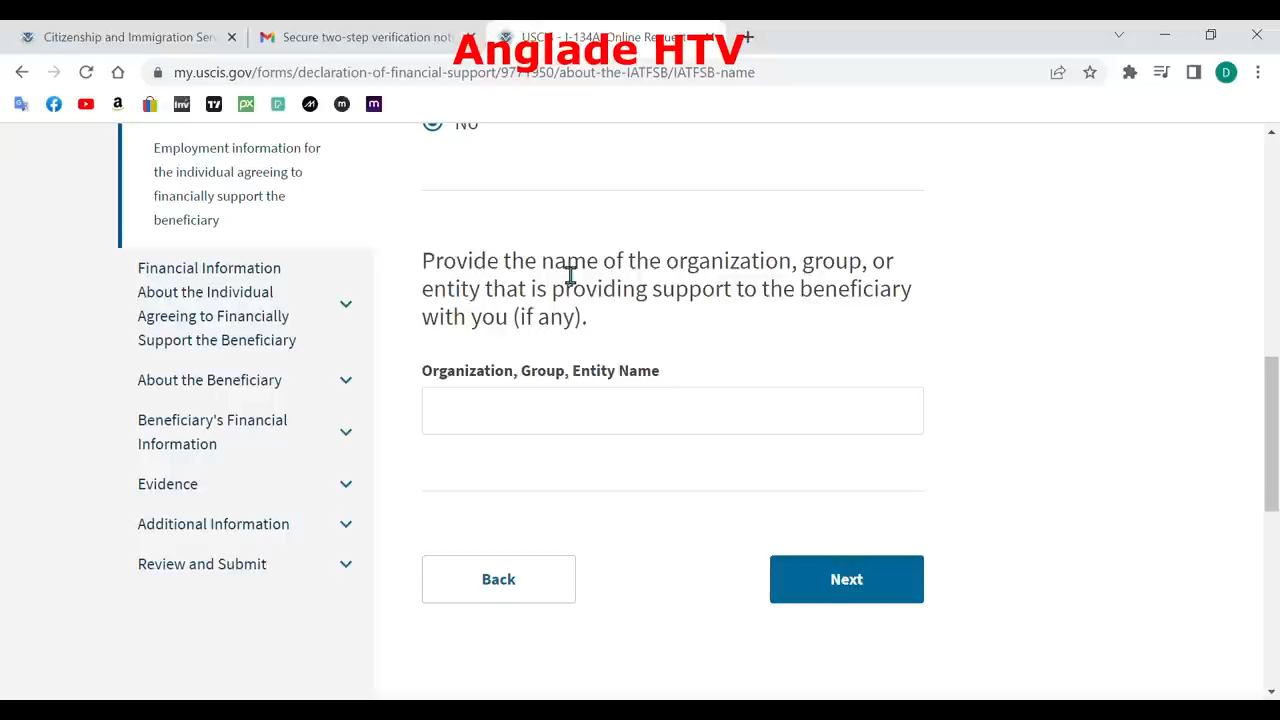 Citizenship and Immigration Ser
Secure two-step verification not
USCIS - I-134A, Online Request
Anglade HTV
my.uscis.gov/forms/declaration-of-financial-support/9771950/about-the-IATFSB/IATFSB-name
D
No
Employment information for
the individual agreeing to
financially support the
beneficiary
Financial Information
About the Individual
Agreeing to Financially
Support the Beneficiary
About the Beneficiary
Beneficiary's Financial
Information
Evidence
Additional Information
Review and Submit
Provide the name of the organization, group, or
entity that is providing support to the beneficiary
with you (if any).
Organization, Group, Entity Name
Back
Next